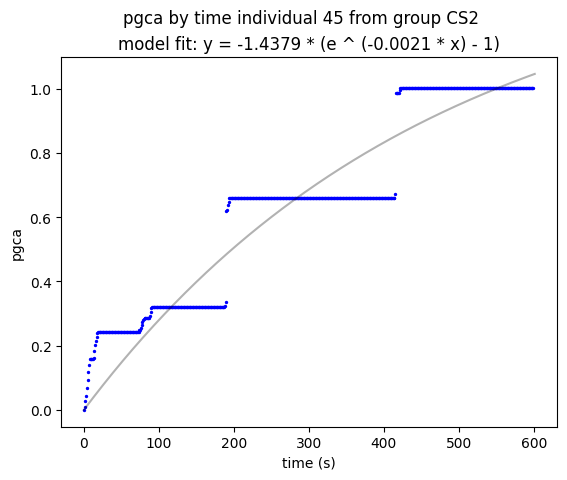 pgca by time individual 45 from group CS2
model fit: y = -1.4379 * (e ^ (-0.0021 * x) - 1)
1.0
0.8
0.6
0.4
0.2
0.0
pgca
0 100 200 300 400 500 600
time (s)